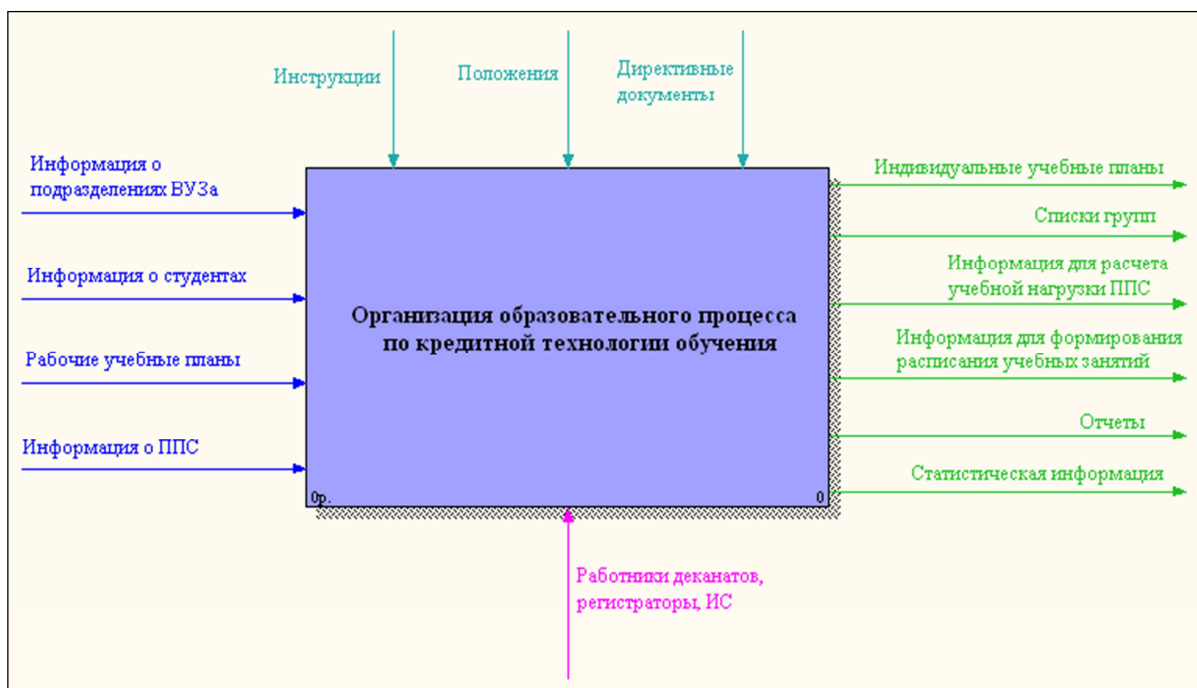 Инструкции
Положения
Директивные
документы
Информация о
подразделениях ВУЗа
Информация о студентах
Рабочие учебные планы
Информация о ППС
Организация образовательного процесса
по кредитной технологии обучения
0р.
0
Индивидуальные учебные планы
Списки групп
Информация для расчета
учебной нагрузки ППС
Информация для формирования
расписания учебных занятий
Отчеты
Статистическая информация
Работники деканатов,
регистраторы, ИС